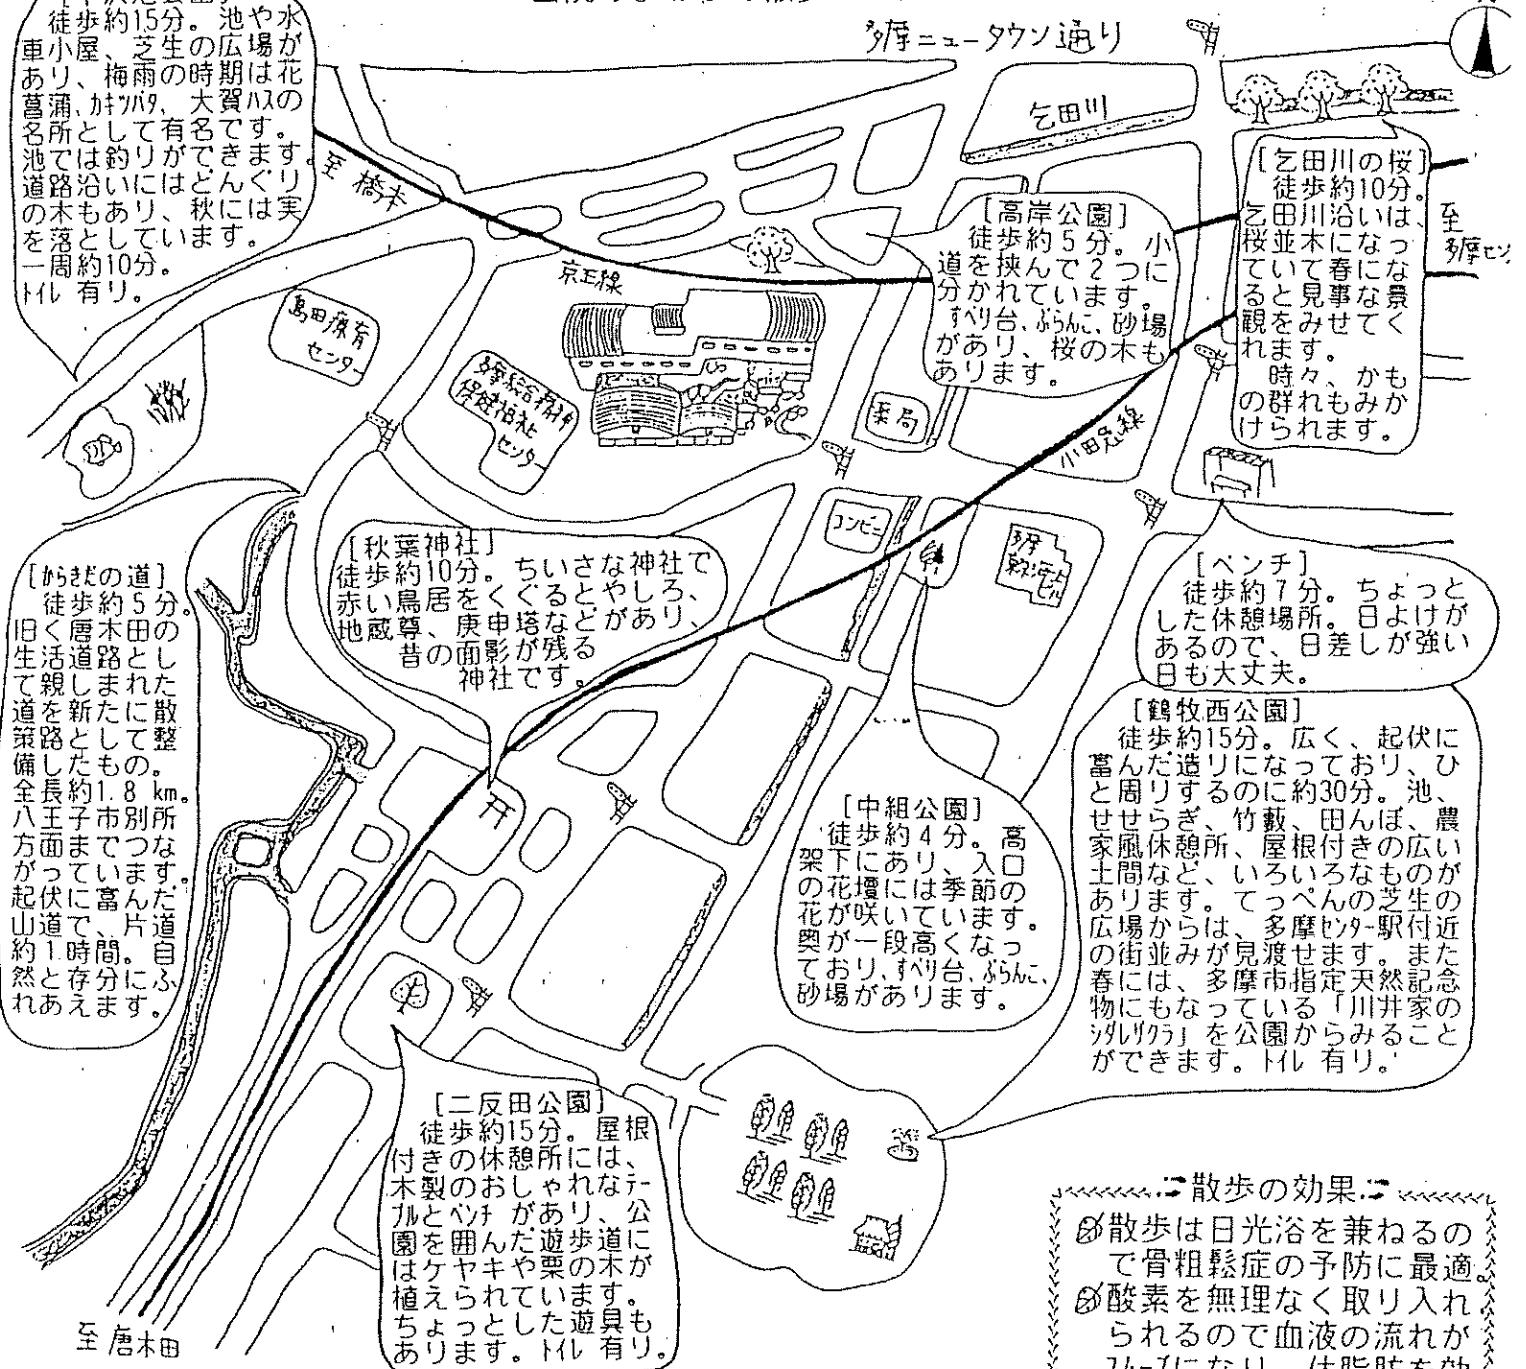 多摩ニュータウン通り
徒歩約15分。池や水
車小屋、芝生の広場が
あり、梅雨の時期は花
菖蒲、カキツバタ、大賀ハスの
名所として有名です。
池では釣りができます。
道路沿いにはどんぐり
の木もあり、秋には実
を落としています。
一周約10分。
トイレ 有り。
至 橋本
乞田川
[乞田川の桜]
徒歩約10分。
乞田川沿いは、
桜並木になっ
ていて春にな
ると見事な景
観をみせてく
れます。
時々、かも
の群れもみか
けられます。
至
多摩セン
[高岸公園]
徒歩約5分。小
道を挟んで2つに
分かれています。
すべり台、ぶらんこ、砂場
があり、桜の木も
あります。
京王線
島田療育
センター
多摩総合精神
保健福祉
センター
薬局
小田急線
コンビニ
[秋葉神社]
徒歩約10分。ちいさな神社で
赤い鳥居をくぐるとやしろ、
地蔵尊、庚申塔などがあり、
昔の面影が残る
神社です。
[ベンチ]
徒歩約7分。ちょっと
した休憩場所。日よけが
あるので、日差しが強い
日も大丈夫。
[からきだの道]
徒歩約5分。
旧く唐木田の
生活道路とし
て親しまれた
道を新たに散
策路として整
備したもの。
全長約1.8 km。
八王子市別所
方面までつな
がっています。
起伏に富んだ
山道で、片道
約1時間。自
然と存分にふ
れあえます。
[鶴牧西公園]
徒歩約15分。広く、起伏に
富んだ造りになっており、ひ
と周りするのに約30分。池、
せせらぎ、竹藪、田んぼ、農
家風休憩所、屋根付きの広い
土間など、いろいろなものが
あります。てっぺんの芝生の
広場からは、多摩センター駅付近
の街並みが見渡せます。また
春には、多摩市指定天然記念
物にもなっている「川井家の
シダレザクラ」を公園からみること
ができます。トイレ 有り。
[中組公園]
徒歩約4分。高
架下にあり、入口
の花壇には季節の
花が咲いています。
奥が一段高くなっ
ており、すべり台、ぶらんこ、
砂場があります。
[二反田公園]
徒歩約15分。屋根
付きの休憩所には、
木製のおしゃれなテー
ブルとベンチ があり、公
園を囲んだ遊歩道に
はケヤキや栗の木が
植えられています。
ちょっとした遊具も
あります。トイレ 有り。
至 唐木田
散歩の効果
散歩は日光浴を兼ねるの
で骨粗鬆症の予防に最適。
酸素を無理なく取り入れ
られるので血液の流れが
スムーズになり、体脂肪を効